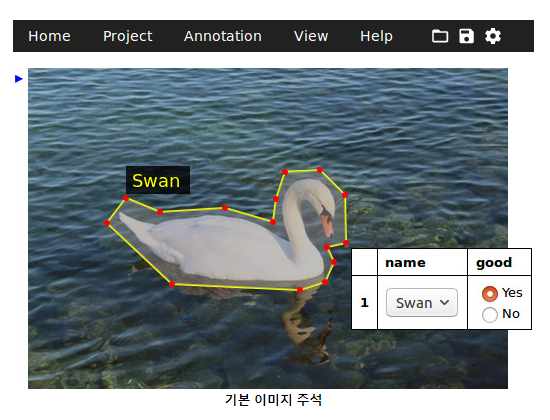 Home Project Annotation View Help
Swan
name good
1 Swan Yes
No
기본 이미지 주석